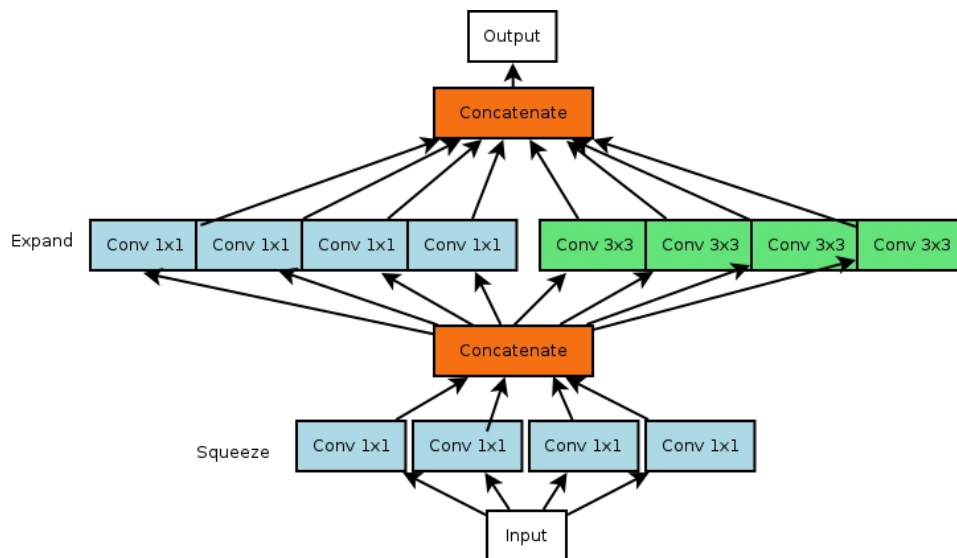 Output
Concatenate
Expand
Conv 1x1
Conv 1x1
Conv 1x1
Conv 1x1
Conv 3x3
Conv 3x3
Conv 3x3
Conv 3x3
Concatenate
Squeeze
Conv 1x1
Conv 1x1
Conv 1x1
Conv 1x1
Input